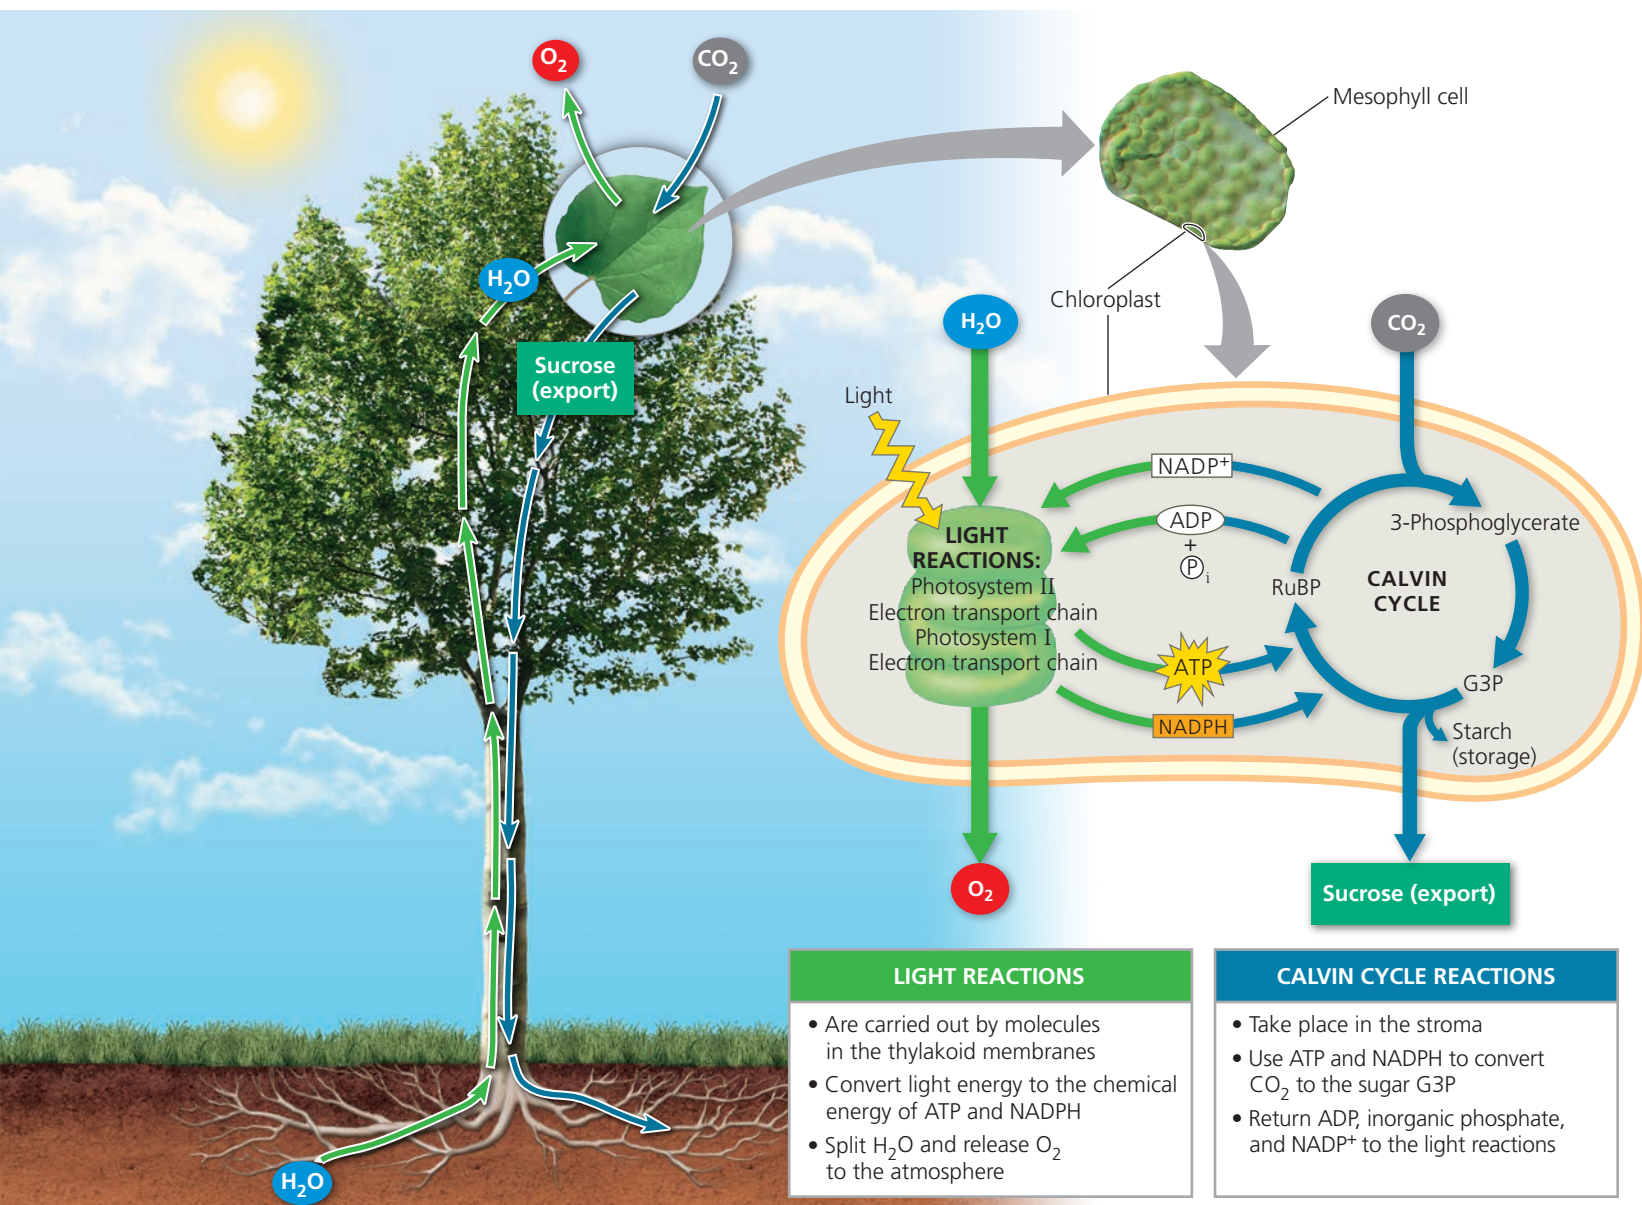 O2
CO2
Mesophyll cell
H2O
Chloroplast
Sucrose
(export)
H2O
CO2
Light
NADP+
ADP
+
Pi
3-Phosphoglycerate
LIGHT
REACTIONS:
Photosystem II
Electron transport chain
Photosystem I
Electron transport chain
RuBP
CALVIN
CYCLE
ATP
G3P
NADPH
Starch
(storage)
O2
Sucrose (export)
H2O
LIGHT REACTIONS
• Are carried out by molecules
in the thylakoid membranes
• Convert light energy to the chemical
energy of ATP and NADPH
• Split H2O and release O2
to the atmosphere
CALVIN CYCLE REACTIONS
• Take place in the stroma
• Use ATP and NADPH to convert
CO2 to the sugar G3P
• Return ADP, inorganic phosphate,
and NADP+ to the light reactions